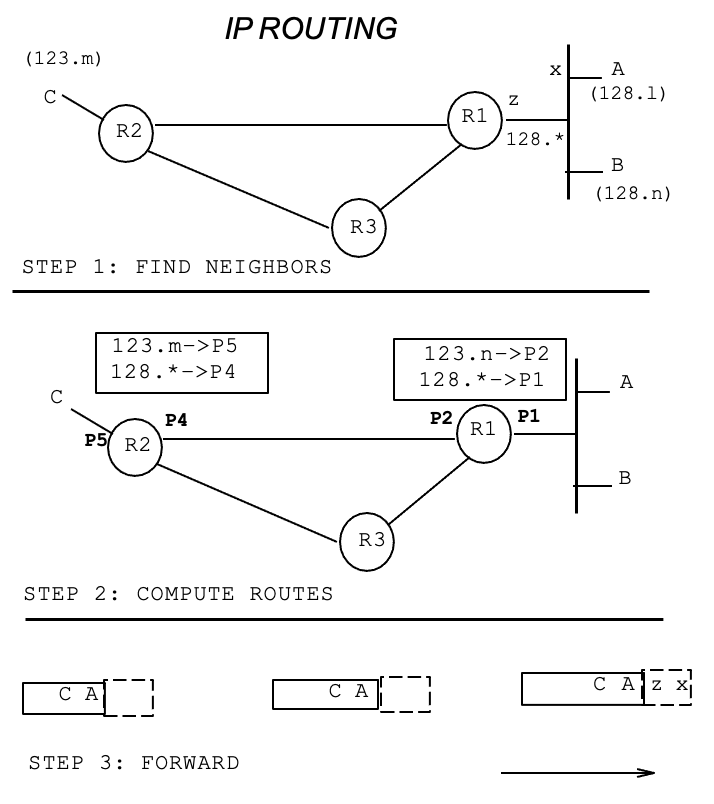 IP ROUTING
(123.m)
C
R2
R1
z
x
A
(128.l)
128.*
B
(128.n)
R3
STEP 1: FIND NEIGHBORS
123.m->P5
128.*->P4
123.n->P2
128.*->P1
C
P5
R2
P4
P2
R1
P1
A
B
R3
STEP 2: COMPUTE ROUTES
C A
C A
C A z x
STEP 3: FORWARD